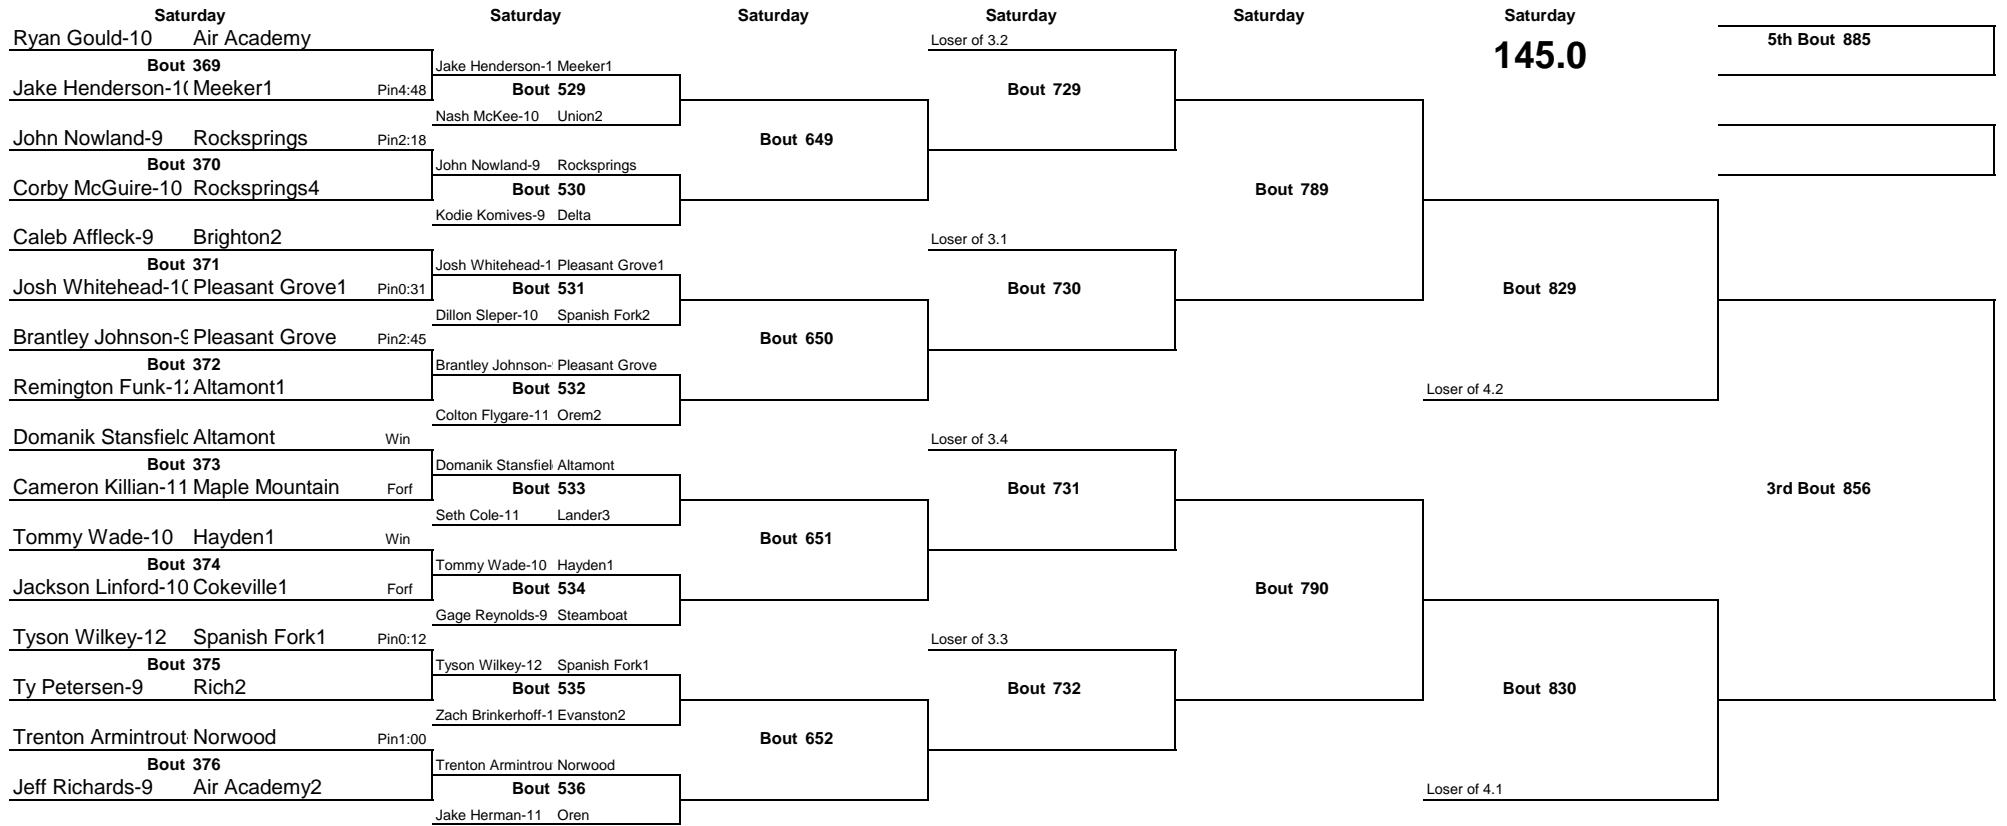 Saturday Saturday Saturday Saturday Saturday Saturday
145.0
Ryan Gould-10 Air Academy
Bout 369
Jake Henderson-10 Meeker1 Pin4:48
John Nowland-9 Rocksprings Pin2:18
Bout 370
Corby McGuire-10 Rocksprings4
Caleb Affleck-9 Brighton2
Bout 371
Josh Whitehead-10 Pleasant Grove1 Pin0:31
Brantley Johnson-9 Pleasant Grove Pin2:45
Bout 372
Remington Funk-12 Altamont1
Domanik Stansfield Altamont Win
Bout 373
Cameron Killian-11 Maple Mountain Forf
Tommy Wade-10 Hayden1 Win
Bout 374
Jackson Linford-10 Cokeville1 Forf
Tyson Wilkey-12 Spanish Fork1 Pin0:12
Bout 375
Ty Petersen-9 Rich2
Trenton Armintrout- Norwood Pin1:00
Bout 376
Jeff Richards-9 Air Academy2
Jake Henderson-1 Meeker1
Bout 529
Nash McKee-10 Union2
John Nowland-9 Rocksprings
Bout 530
Kodie Komives-9 Delta
Josh Whitehead-1 Pleasant Grove1
Bout 531
Dillon Sleper-10 Spanish Fork2
Brantley Johnson- Pleasant Grove
Bout 532
Colton Flygare-11 Orem2
Domanik Stansfiel Altamont
Bout 533
Seth Cole-11 Lander3
Tommy Wade-10 Hayden1
Bout 534
Gage Reynolds-9 Steamboat
Tyson Wilkey-12 Spanish Fork1
Bout 535
Zach Brinkerhoff-1 Evanston2
Trenton Armintrou Norwood
Bout 536
Jake Herman-11 Oren
Bout 649
Bout 650
Bout 651
Bout 652
Loser of 3.2
Bout 729
Loser of 3.1
Bout 730
Loser of 3.4
Bout 731
Loser of 3.3
Bout 732
Bout 789
Bout 790
Bout 829
Loser of 4.2
Bout 830
Loser of 4.1
5th Bout 885
3rd Bout 856